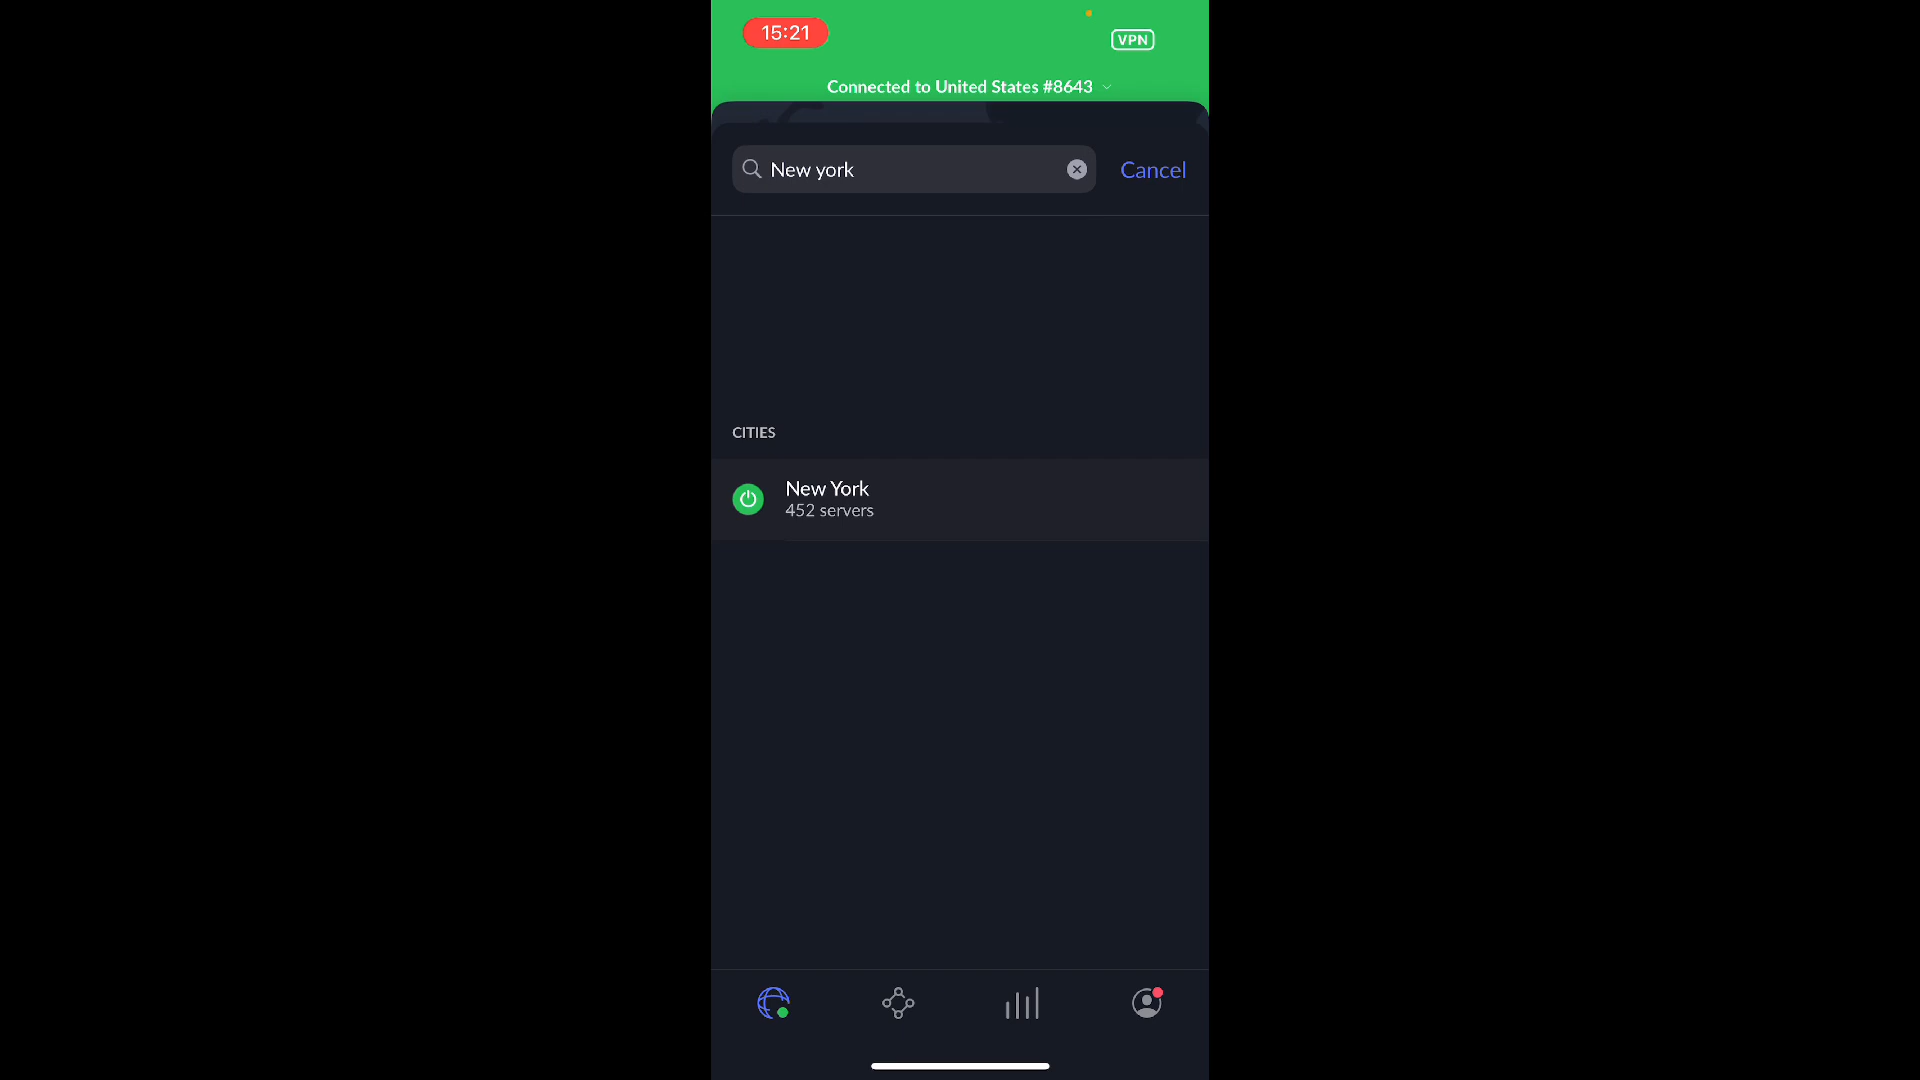 15:21
VPN
Connected to United States #8643
New york
Cancel
CITIES
New York
452 servers